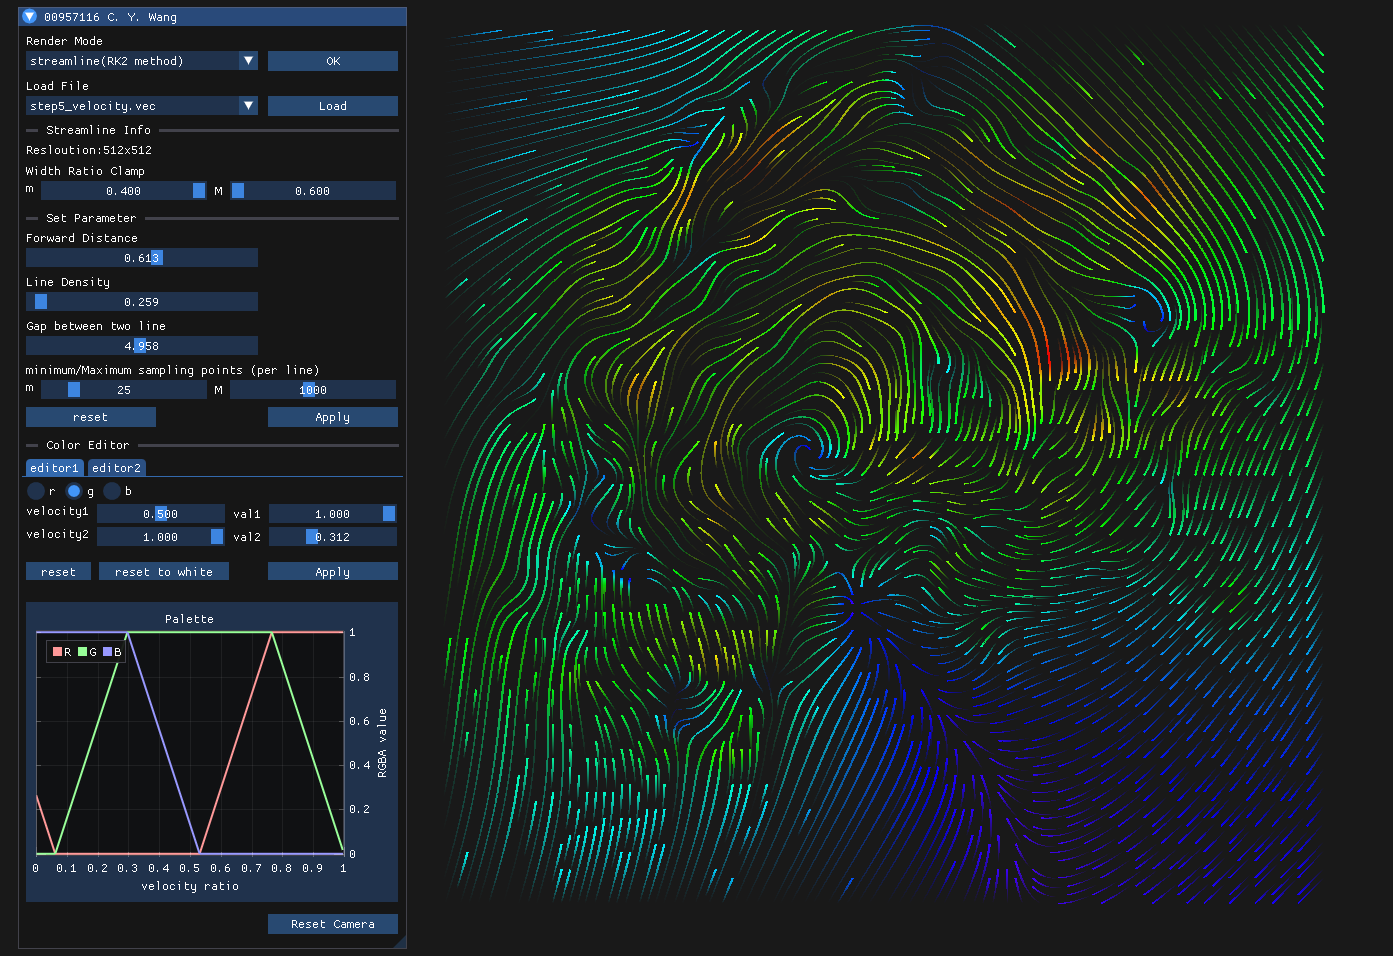 00957116 C. Y. Wang
Render Mode
streamline(RK2 method) OK
Load File
step5_velocity.vec Load
Streamline Info
Resloution:512x512
Width Ratio Clamp
m 0.400 M 0.600
Set Parameter
Forward Distance
0.613
Line Density
0.259
Gap between two line
4.958
minimum/Maximum sampling points (per line)
m 25 M 1000
reset Apply
Color Editor
editor1 editor2
r g b
velocity1 0.500 val1 1.000
velocity2 1.000 val2 0.312
reset reset to white Apply
Palette
R G B
1
0.8
0.6
0.4
0.2
0
RGBA value
0 0.1 0.2 0.3 0.4 0.5 0.6 0.7 0.8 0.9 1
velocity ratio
Reset Camera